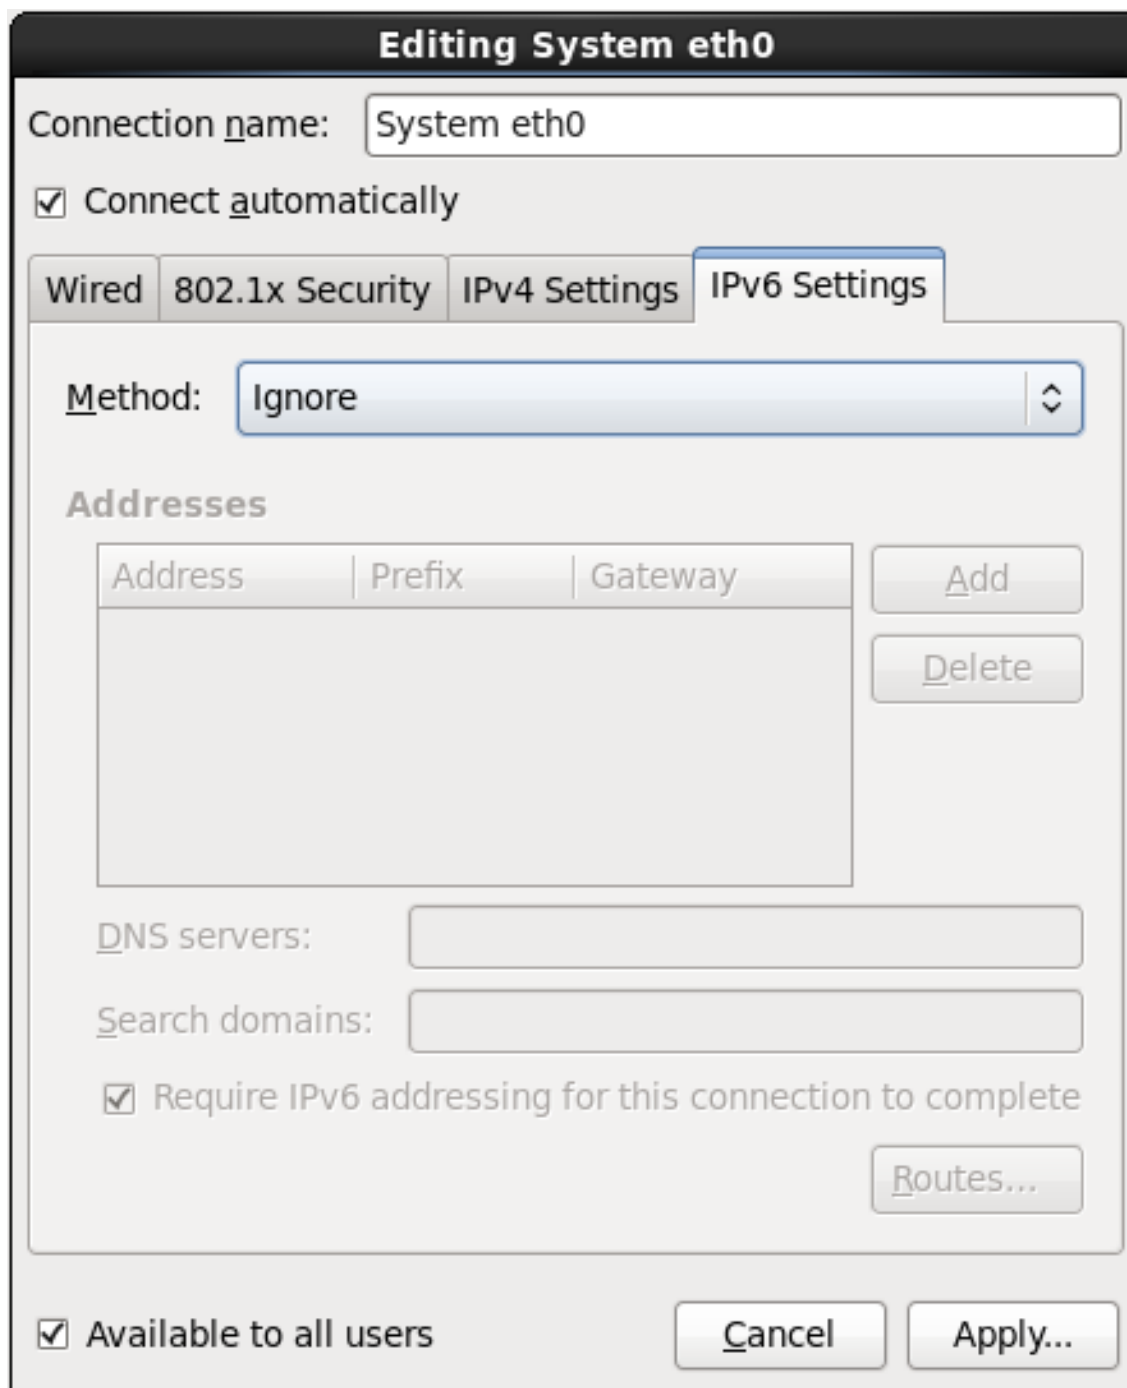 Editing System eth0
Connection name: System eth0
Connect automatically
Wired 802.1x Security IPv4 Settings IPv6 Settings
Method: Ignore
Addresses
Address Prefix Gateway Add
Delete
DNS servers:
Search domains:
Require IPv6 addressing for this connection to complete
Routes...
Available to all users Cancel Apply...